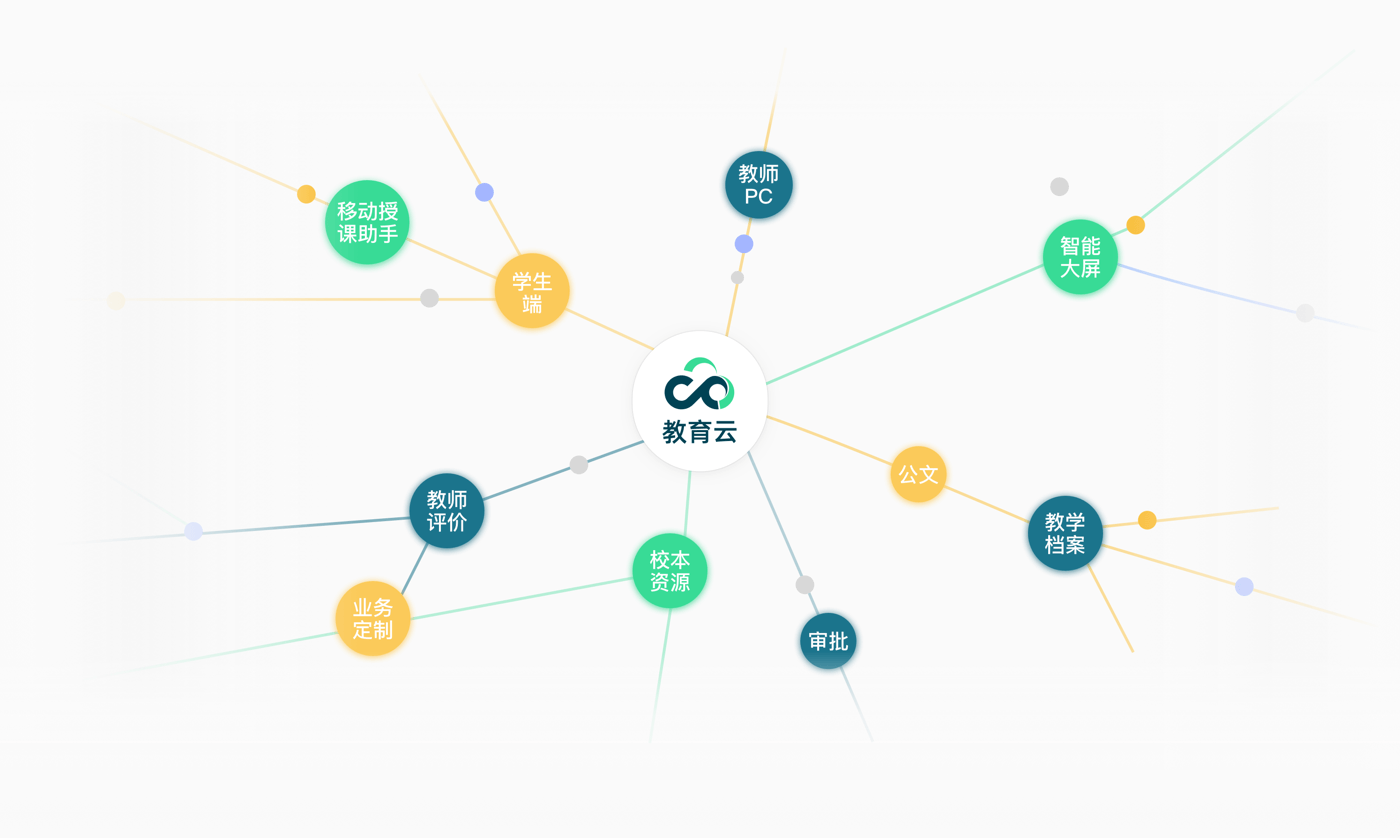 教师
PC
移动授
课助手
智能
大屏
学生
端
教育云
公文
教师
评价
教学
档案
校本
资源
业务
定制
审批